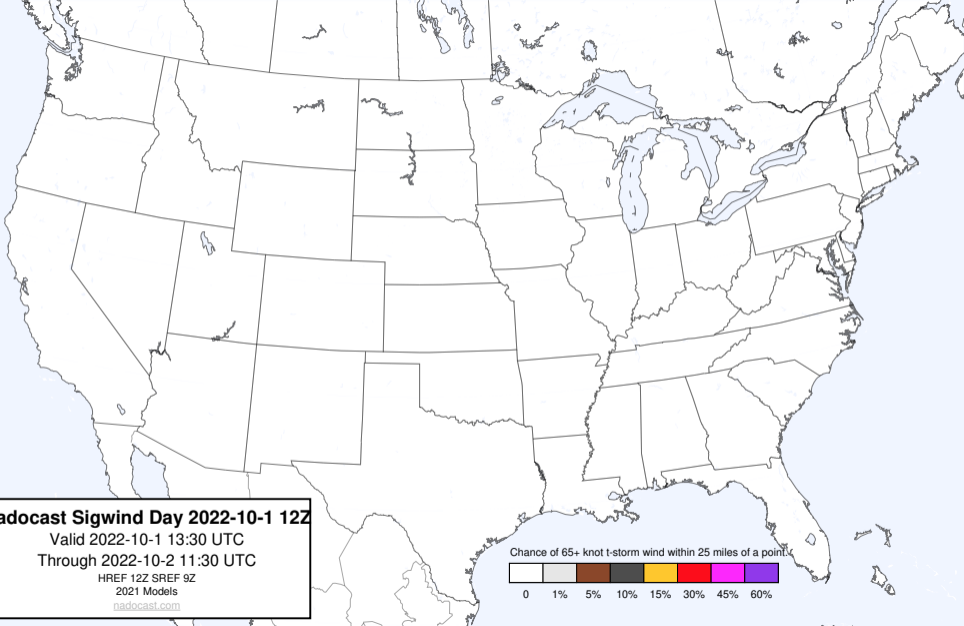 adocast Sigwind Day 2022-10-1 12Z
Valid 2022-10-1 13:30 UTC
Through 2022-10-2 11:30 UTC
HREF 12Z SREF 9Z
2021 Models
nadocast.com
Chance of 65+ knot t-storm wind within 25 miles of a point.
0 1% 5% 10% 15% 30% 45% 60%